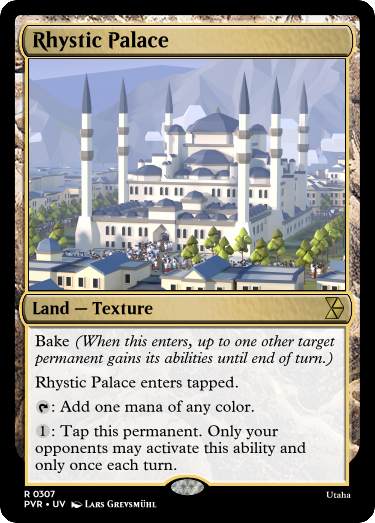 Rhystic Palace
Land — Texture
Bake (When this enters, up to one other target
permanent gains its abilities until end of turn.)
Rhystic Palace enters tapped.
: Add one mana of any color.
1: Tap this permanent. Only your
opponents may activate this ability and
only once each turn.
R 0307
PVR • UV Lars Grevsmühl
Utaha